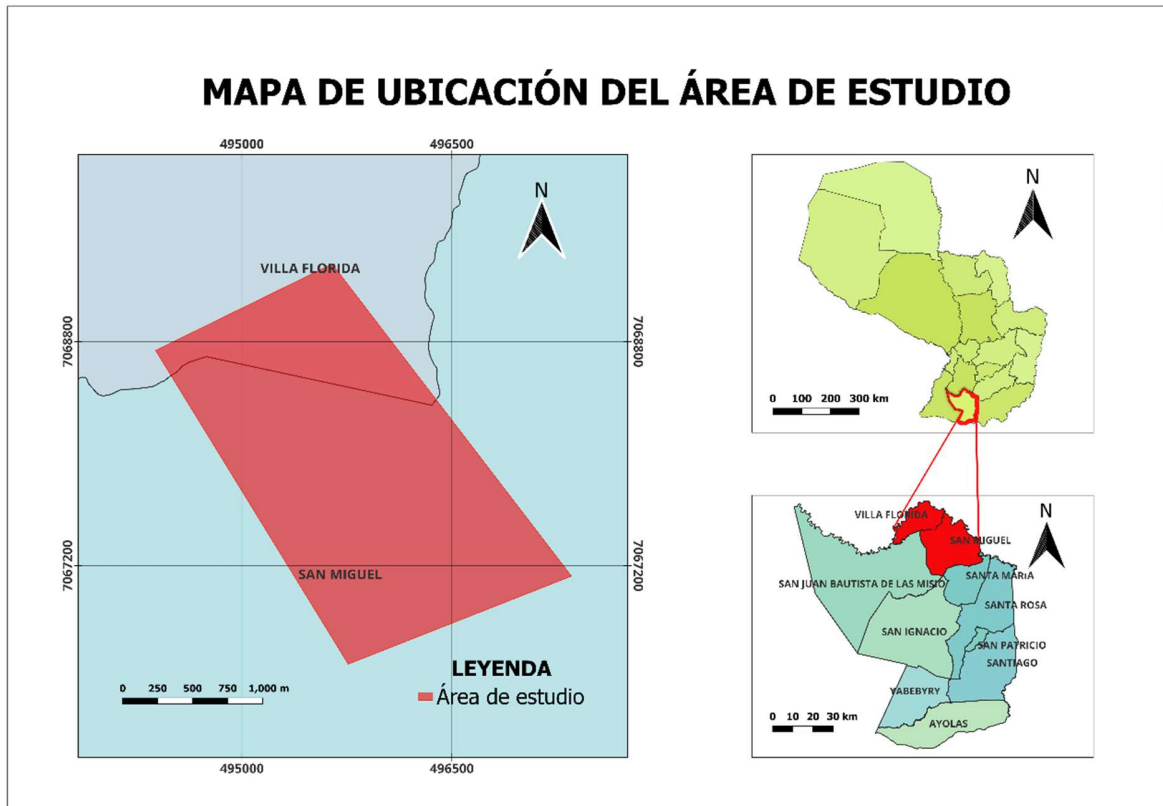 MAPA DE UBICACIÓN DEL ÁREA DE ESTUDIO
495000 496500
N
VILLA FLORIDA
7068800 7068800
7067200 7067200
SAN MIGUEL
LEYENDA
Área de estudio
0 250 500 750 1,000 m
495000 496500
N
0 100 200 300 km
N
VILLA FLORIDA
SAN MIGUEL
SANTA MARIA
SAN JUAN BAUTISTA DE LAS MISIO
SANTA ROSA
SAN IGNACIO
SAN PATRICIO
SANTIAGO
YABEBYRY
AYOLAS
0 10 20 30 km